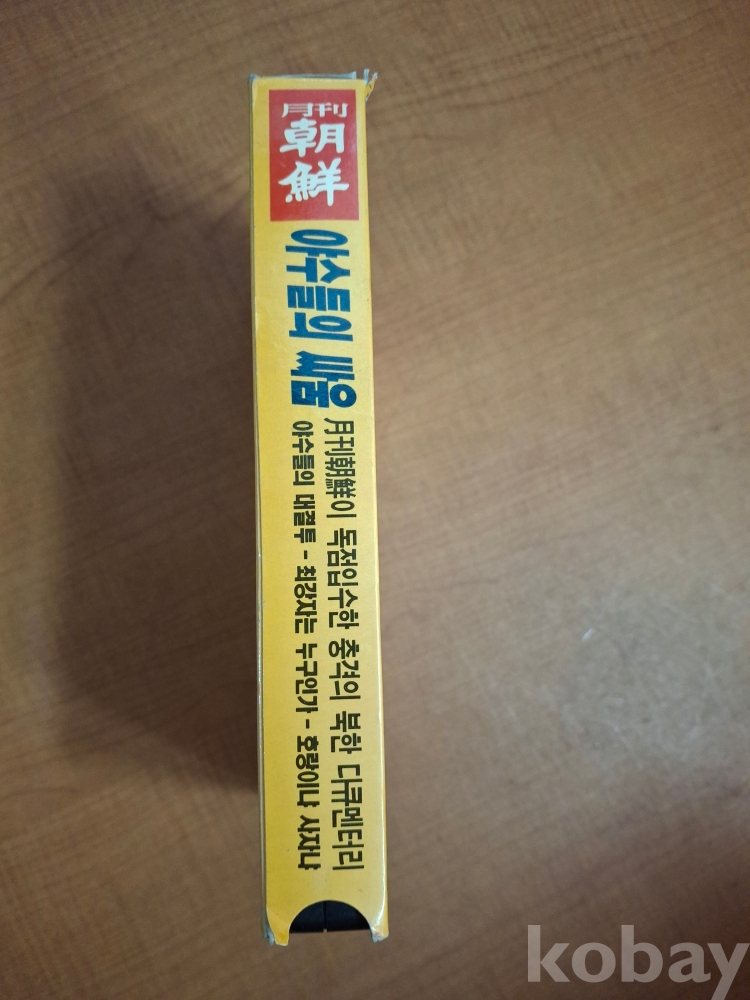 月刊
朝鮮
야수들의 싸움
月刊朝鮮이 독점입수한 충격의 북한 다큐멘터리
야수들의 대결투 - 최강자는 누구인가 - 호랑이냐 사자냐
kobay